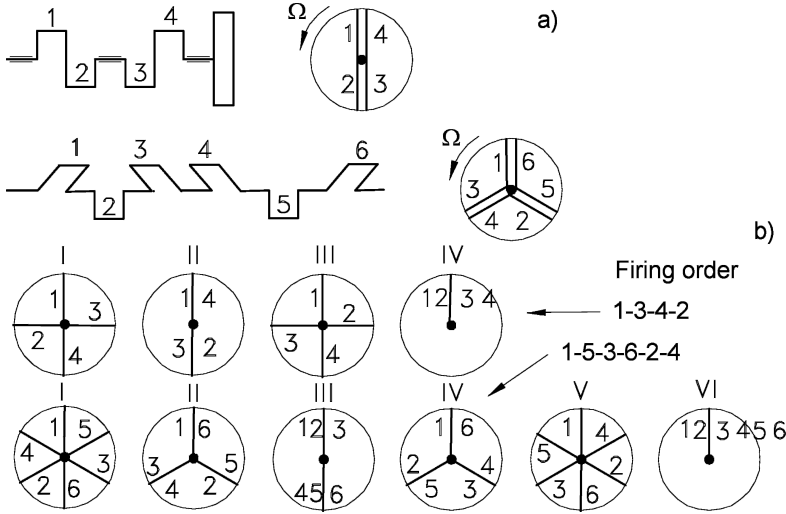 1 4 Ω 1 4 a)
2 3 2 3
1 3 4 6 Ω 1 6
3 5
2 5 4 2
b)
I II III IV Firing order
1 3 1 4 1 2 1 2 3 4 1-3-4-2
2 4 3 2 3 4
1-5-3-6-2-4
I II III IV V VI
1 5 1 6 1 2 3 1 6 1 4 1 2 3 4 5 6
4 3 3 5 2 4 5 2
2 6 4 2 4 5 6 5 3 3 6